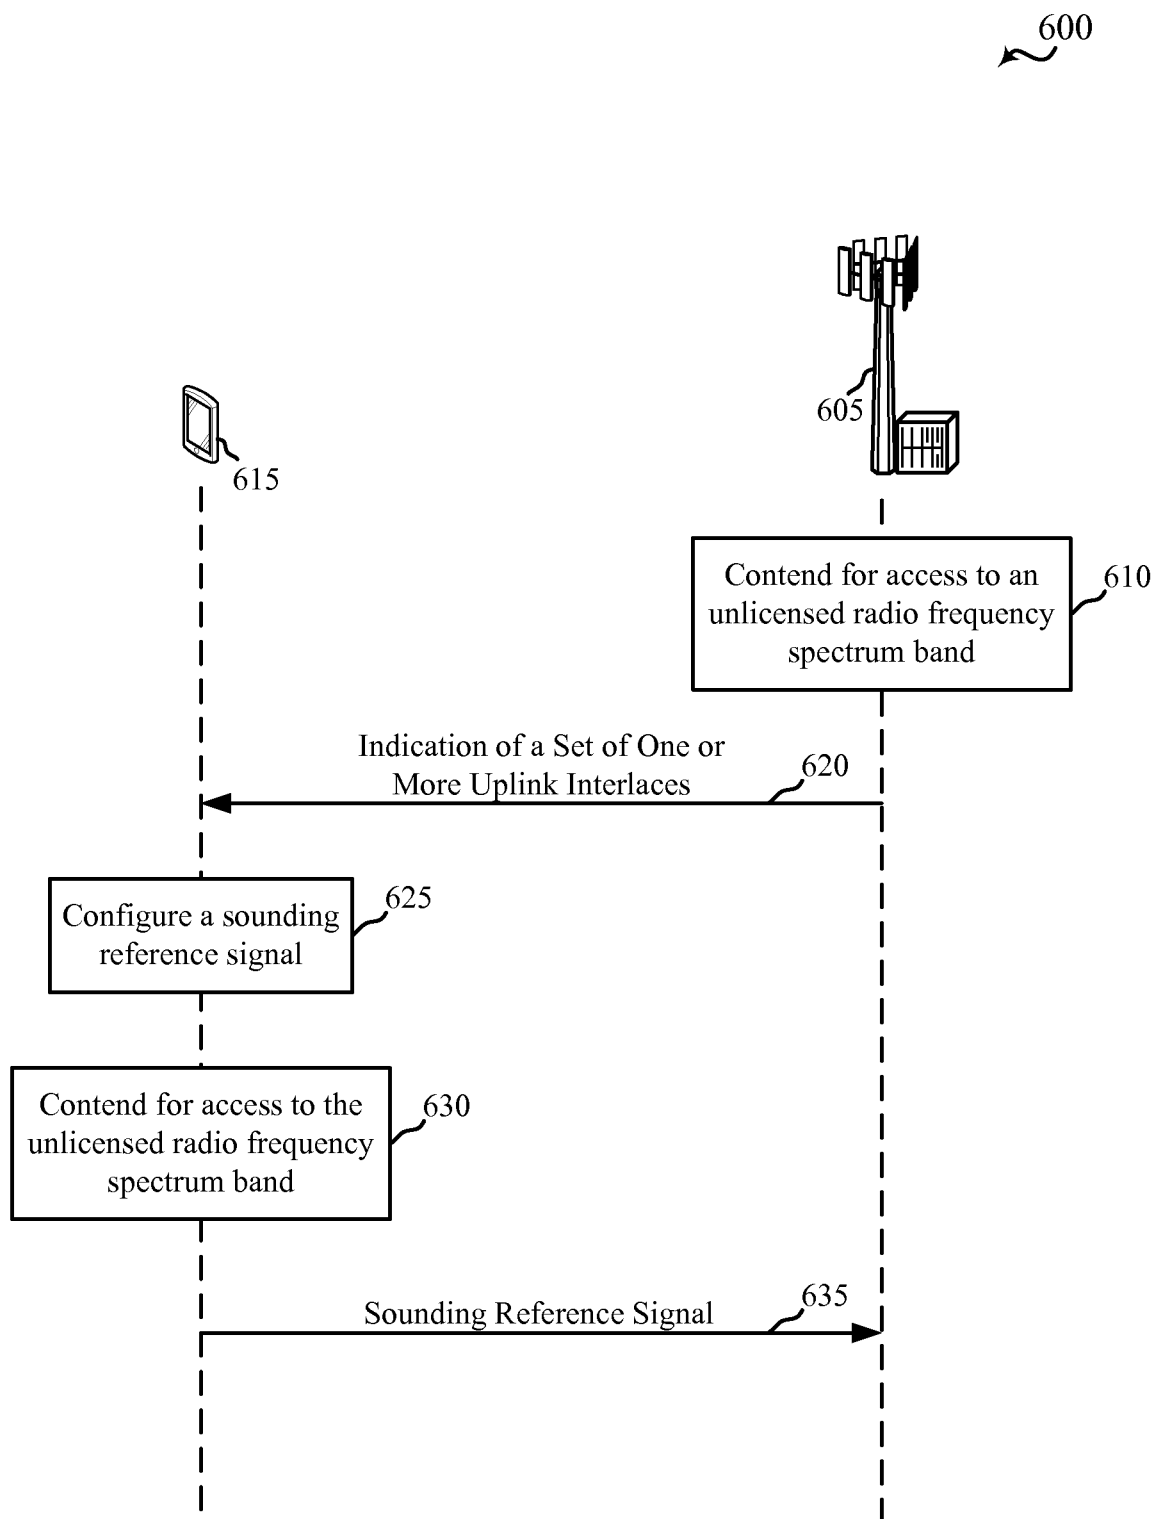 600
605
615
Contend for access to an
unlicensed radio frequency
spectrum band
610
Indication of a Set of One or
More Uplink Interlaces
620
Configure a sounding
reference signal
625
Contend for access to the
unlicensed radio frequency
spectrum band
630
Sounding Reference Signal
635